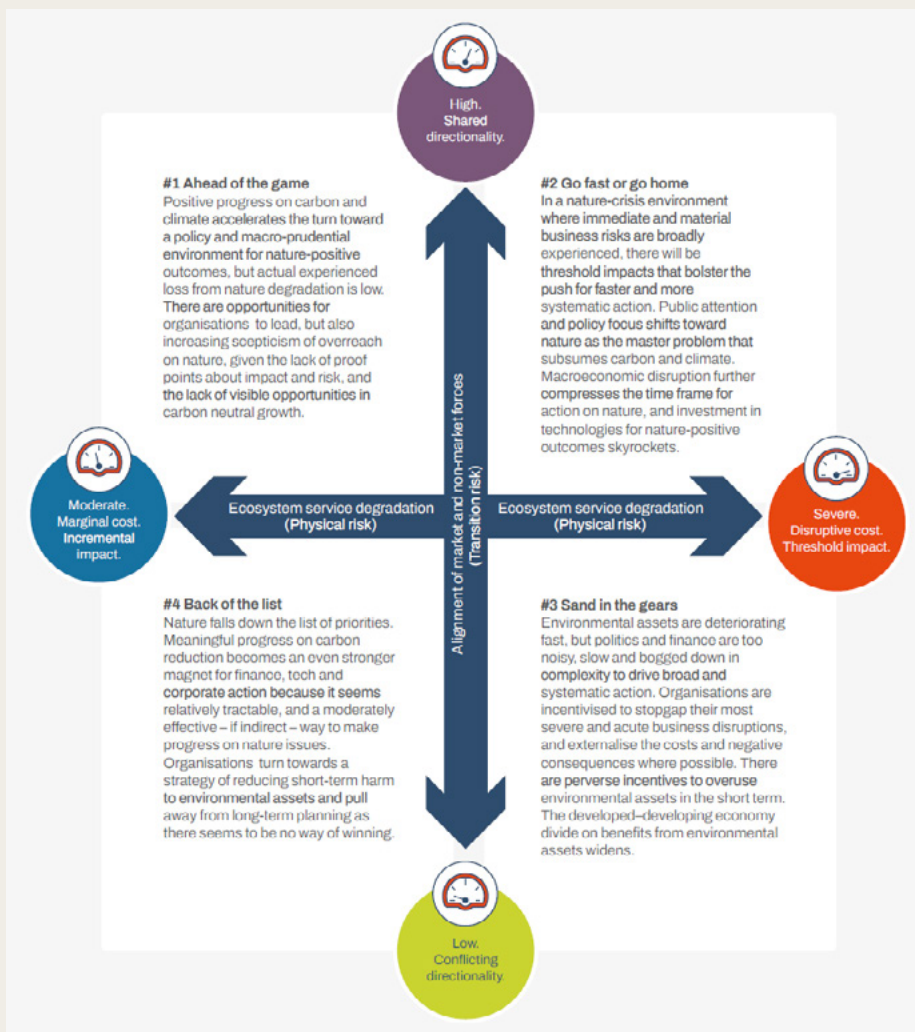 High.
Shared
directionality.
#1 Ahead of the game
Positive progress on carbon and
climate accelerates the turn toward
a policy and macro-prudential
environment for nature-positive
outcomes, but actual experienced
loss from nature degradation is low.
There are opportunities for
organisations to lead, but also
increasing scepticism of overreach
on nature, given the lack of proof
points about impact and risk, and
the lack of visible opportunities in
carbon neutral growth.
#2 Go fast or go home
In a nature-crisis environment
where immediate and material
business risks are broadly
experienced, there will be
threshold impacts that bolster the
push for faster and more
systematic action. Public attention
and policy focus shifts toward
nature as the master problem that
subsumes carbon and climate.
Macroeconomic disruption further
compresses the time frame for
action on nature, and investment in
technologies for nature-positive
outcomes skyrockets.
Moderate.
Marginal cost.
Incremental
impact.
Ecosystem service degradation
(Physical risk)
Alignment of market and non-market forces
(Transition risk)
Ecosystem service degradation
(Physical risk)
Severe.
Disruptive cost.
Threshold impact.
#4 Back of the list
Nature falls down the list of priorities.
Meaningful progress on carbon
reduction becomes an even stronger
magnet for finance, tech and
corporate action because it seems
relatively tractable, and a moderately
effective – if indirect – way to make
progress on nature issues.
Organisations turn towards a
strategy of reducing short-term harm
to environmental assets and pull
away from long-term planning as
there seems to be no way of winning.
#3 Sand in the gears
Environmental assets are deteriorating
fast, but politics and finance are too
noisy, slow and bogged down in
complexity to drive broad and
systematic action. Organisations are
incentivised to stopgap their most
severe and acute business disruptions,
and externalise the costs and negative
consequences where possible. There
are perverse incentives to overuse
environmental assets in the short term.
The developed–developing economy
divide on benefits from environmental
assets widens.
Low.
Conflicting
directionality.